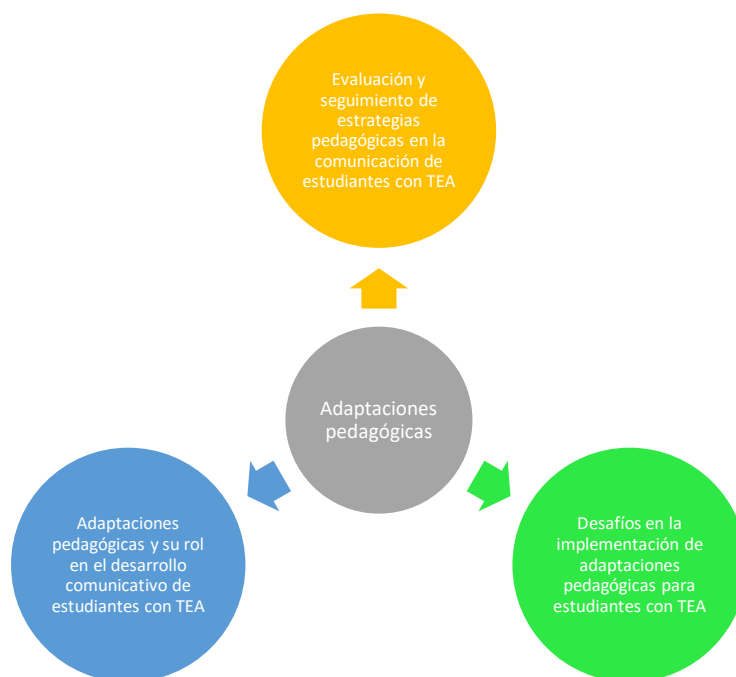 Evaluación y
seguimiento de
estrategias
pedagógicas en la
comunicación de
estudiantes con TEA
Adaptaciones
pedagógicas
Adaptaciones
pedagógicas y su rol
en el desarrollo
comunicativo de
estudiantes con TEA
Desafíos en la
implementación de
adaptaciones
pedagógicas para
estudiantes con TEA